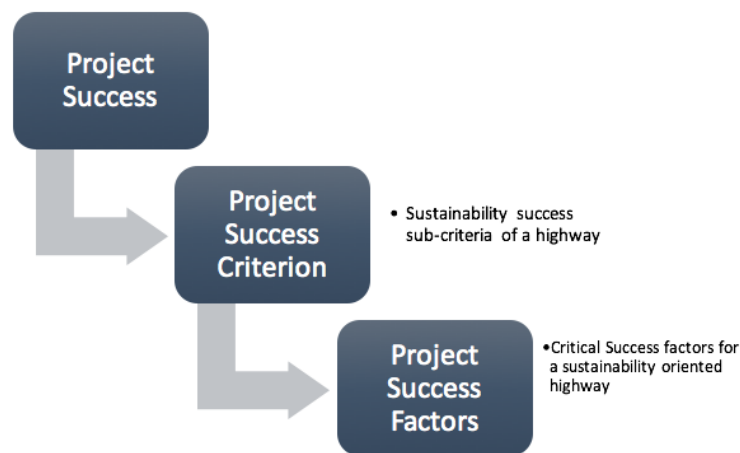 Project
Success
Project
Success
Criterion
• Sustainability success
sub-criteria of a highway
Project
Success
Factors
•Critical Success factors for
a sustainability oriented
highway